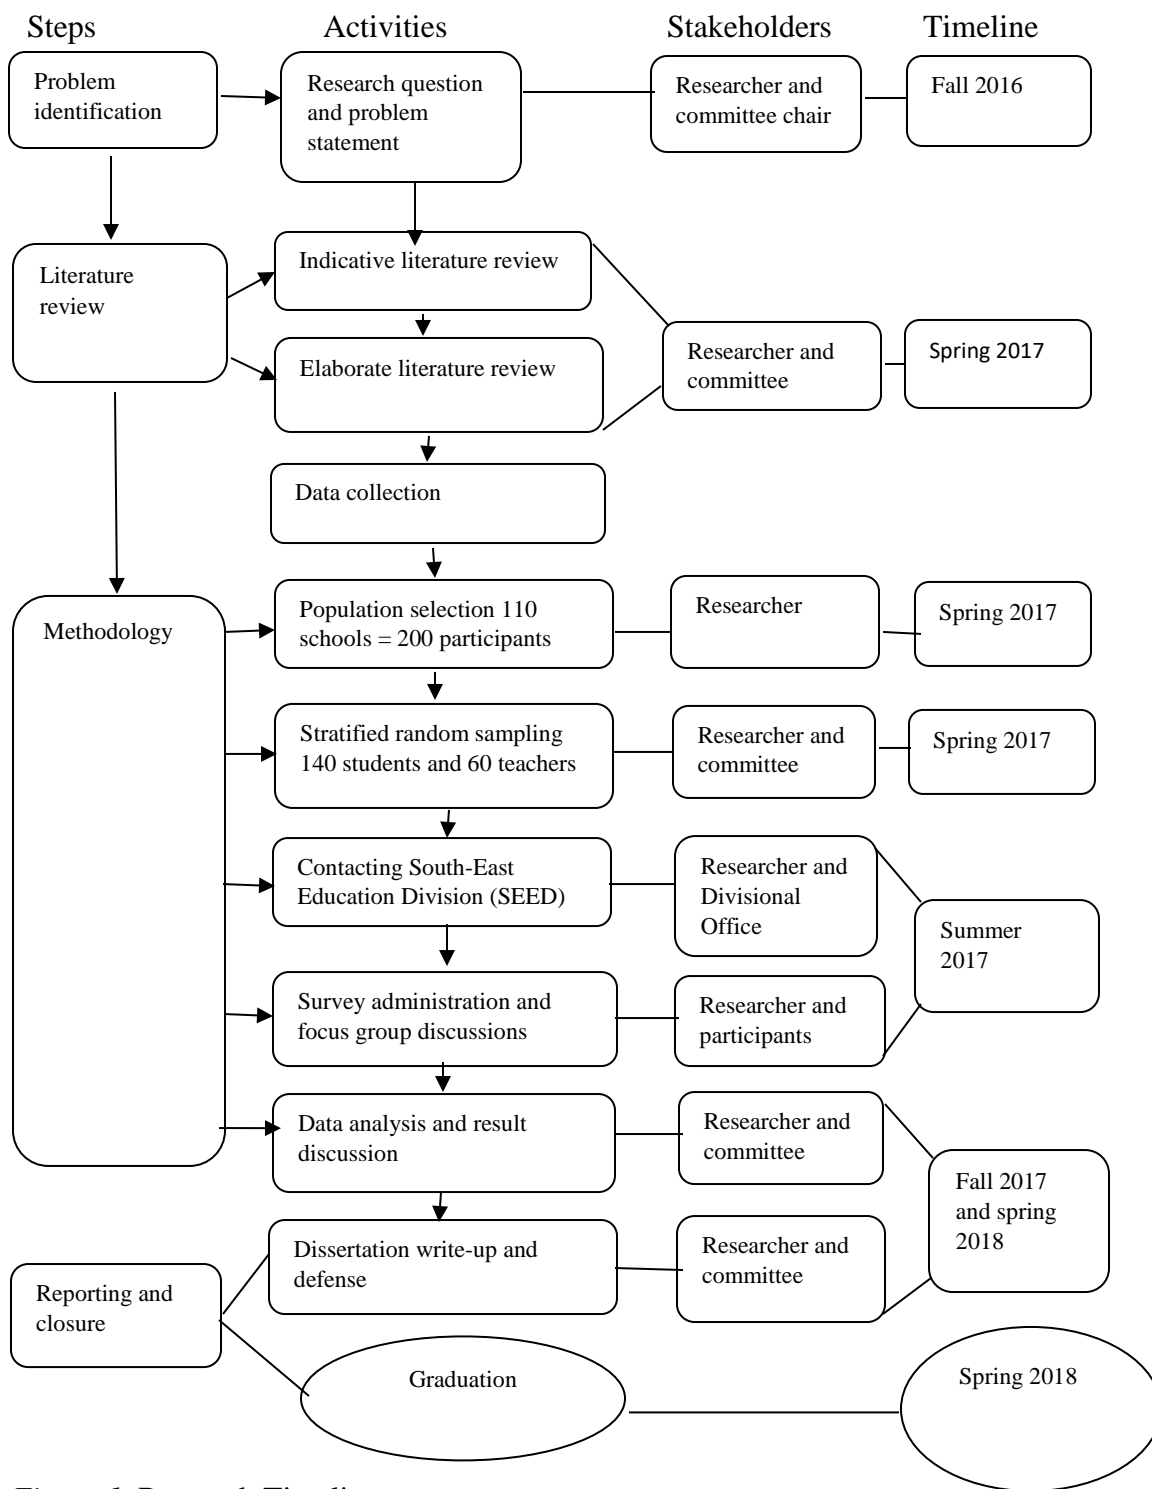 Steps Activities Stakeholders Timeline
Problem
identification
Research question
and problem
statement
Researcher and
committee chair
Fall 2016
Literature
review
Indicative literature review
Elaborate literature review
Researcher and
committee
Spring 2017
Data collection
Methodology
Population selection 110
schools = 200 participants
Researcher
Spring 2017
Stratified random sampling
140 students and 60 teachers
Researcher and
committee
Spring 2017
Contacting South-East
Education Division (SEED)
Researcher and
Divisional
Office
Summer
2017
Survey administration and
focus group discussions
Researcher and
participants
Data analysis and result
discussion
Researcher and
committee
Fall 2017
and spring
2018
Dissertation write-up and
defense
Researcher and
committee
Reporting and
closure
Graduation
Spring 2018